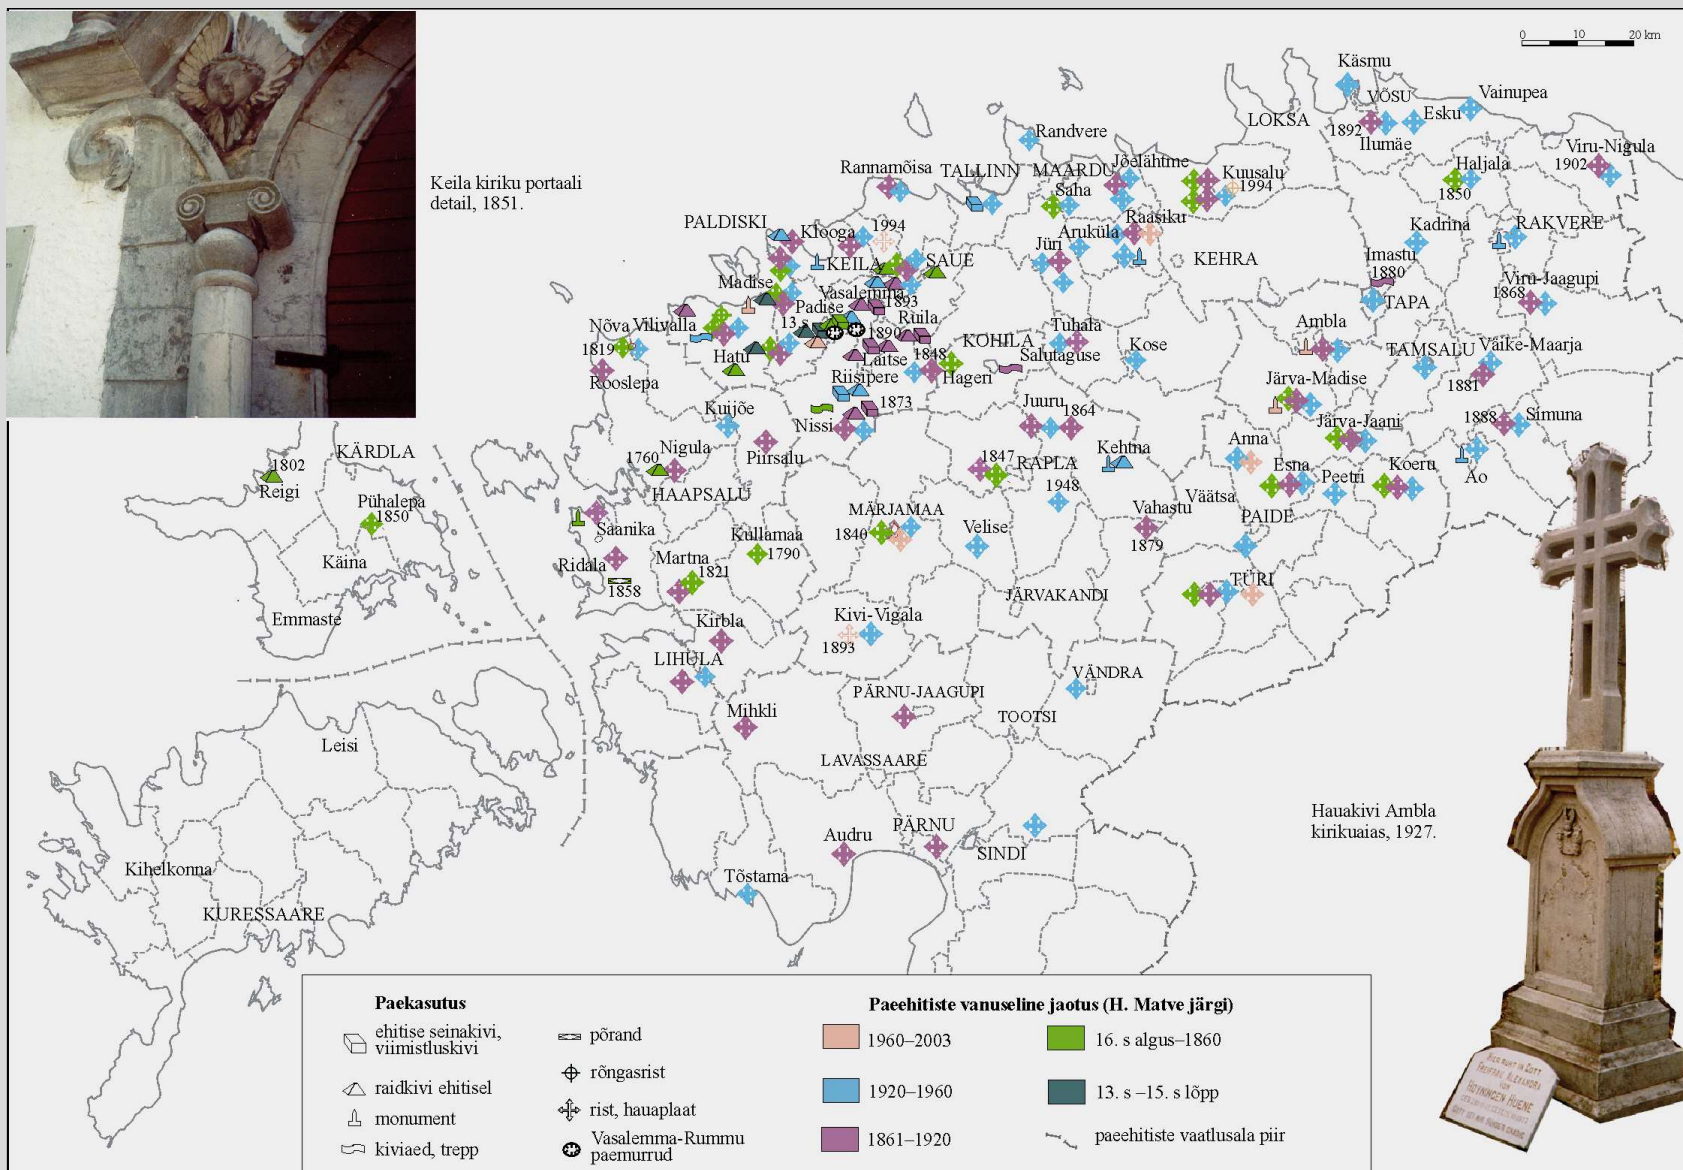 0 10 20 km
Käsmu
VÕSU
Vainupea
Esku
LOKSA
1892
Ilumäe
Randvere
Viru-Nigula
1902
Haljala
1850
Rannamõisa
TALLINN
MAARDU
Jõelähtme
Kuusalu
1994
Saha
Keila kiriku portaali
detail, 1851.
PALDISKI
Klooga
1994
Raasiku
Aruküla
Jüri
Kadrina
RAKVERE
KEILA
SAUE
KEHRA
Imastu
1880
Madise
Vasalemma
1893
Viru-Jaagupi
1868
TAPA
Padise
13. s
Ruila
Nõva
Vilivalla
1890
KOHILA
Tuhala
Ambla
1819
Hatu
Laitse
1848
Salutaguse
Kose
TAMSALU
Väike-Maarja
Rooslepa
Riisipere
Hageri
Järva-Madise
1881
Kuijõe
1873
Juuru
1864
Järva-Jaani
1888
Simuna
Nissi
KÄRDLA
Nigula
Piirsalu
Kehtna
Anna
1802
Reigi
1760
1847
RAPLA
Esna
Peetri
Koeru
Ao
HAAPSALU
1948
Väätsa
Pühalepa
1850
MÄRJAMAA
Vahastu
PAIDE
Saanika
Kullamaa
1840
Velise
1879
Käina
Ridala
Martna
1790
1821
1858
TÜRI
JÄRVAKANDI
Emmaste
Kirbla
Kivi-Vigala
1893
LIHULA
VÄNDRA
PÄRNU-JAAGUPI
Mihkli
TOOTSI
Leisi
LAVASSAARE
Hauakivi Ambla
kirikuaias, 1927.
Audru
PÄRNU
SINDI
Kihelkonna
Tõstama
KURESSAARE
Paekasutus
ehitise seinakivi,
viimistluskivi
raidkivi ehitisel
monument
kiviaed, trepp
põrand
rõngasrist
rist, hauaplaat
Vasalemma-Rummu
paemurrud
Paeehitiste vanuseline jaotus (H. Matve järgi)
1960–2003
1920–1960
1861–1920
16. s algus–1860
13. s –15. s lõpp
paeehitiste vaatlusala piir
HIER RUHT IN GOTT
FREIFRAU ALEXANDRA
VON
HOYNINGEN HUENE